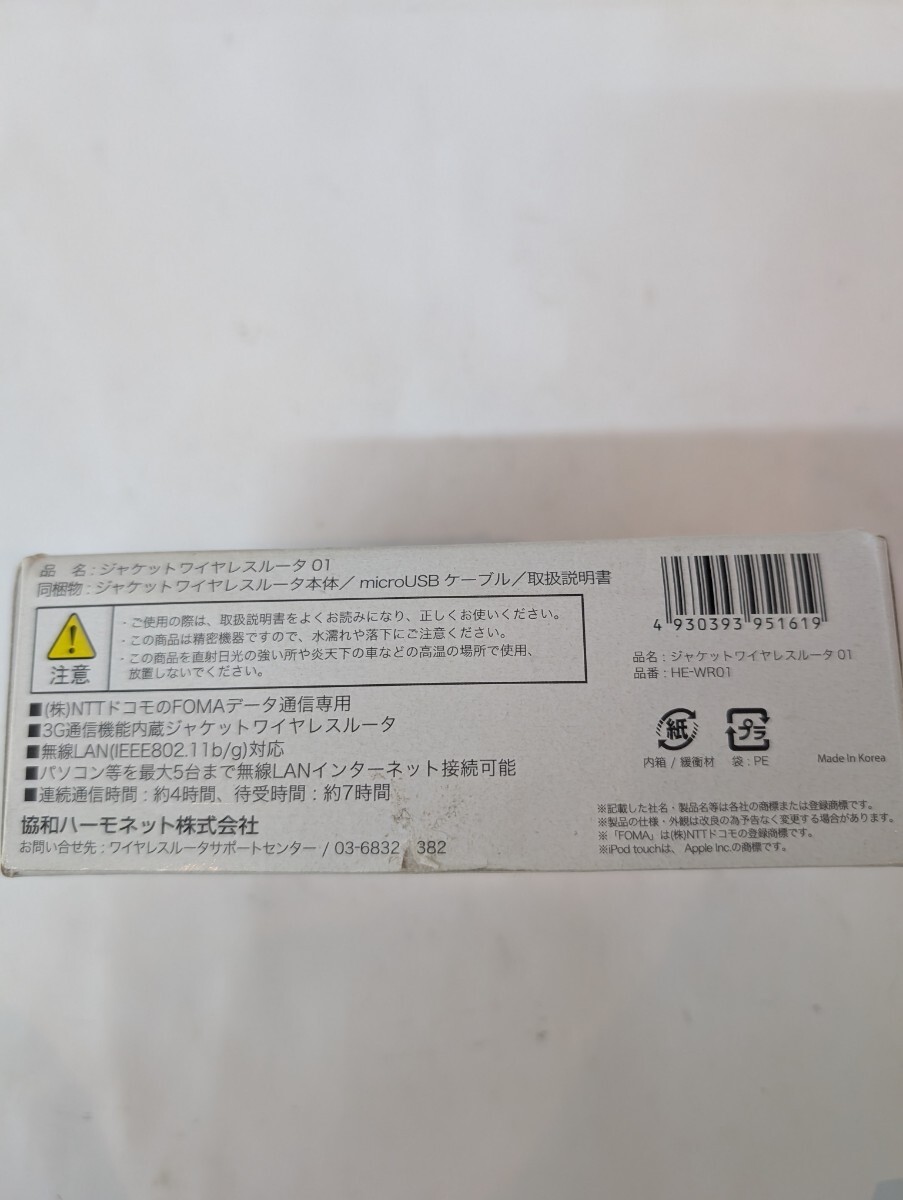 品　名：ジャケットワイヤレスルータ 01
同梱物：ジャケットワイヤレスルータ本体／ microUSB ケーブル／取扱説明書
注意
・ご使用の際は、取扱説明書をよくお読みになり、正しくお使いください。
・この商品は精密機器ですので、水濡れや落下にご注意ください。
・この商品を直射日光の強い所や炎天下の車などの高温の場所で使用、
放置しないでください。
■(株)NTTドコモのFOMAデータ通信専用
■3G通信機能内蔵ジャケットワイヤレスルータ
■無線LAN(IEEE802.11b/g)対応
■パソコン等を最大5台まで無線LANインターネット接続可能
■連続通信時間：約4時間、待受時間：約7時間
協和ハーモネット株式会社
お問い合せ先：ワイヤレスルータサポートセンター / 03-6832 382
4 930393 951619
品名：ジャケットワイヤレスルータ 01
品番：HE-WR01
紙
プラ
内箱 / 緩衝材　袋：PE
Made In Korea
※記載した社名・製品名等は各社の商標または登録商標です。
※製品の仕様・外観は改良の為予告なく変更する場合があります。
※「FOMA」は(株)NTTドコモの登録商標です。
※iPod touchは、Apple Inc.の商標です。